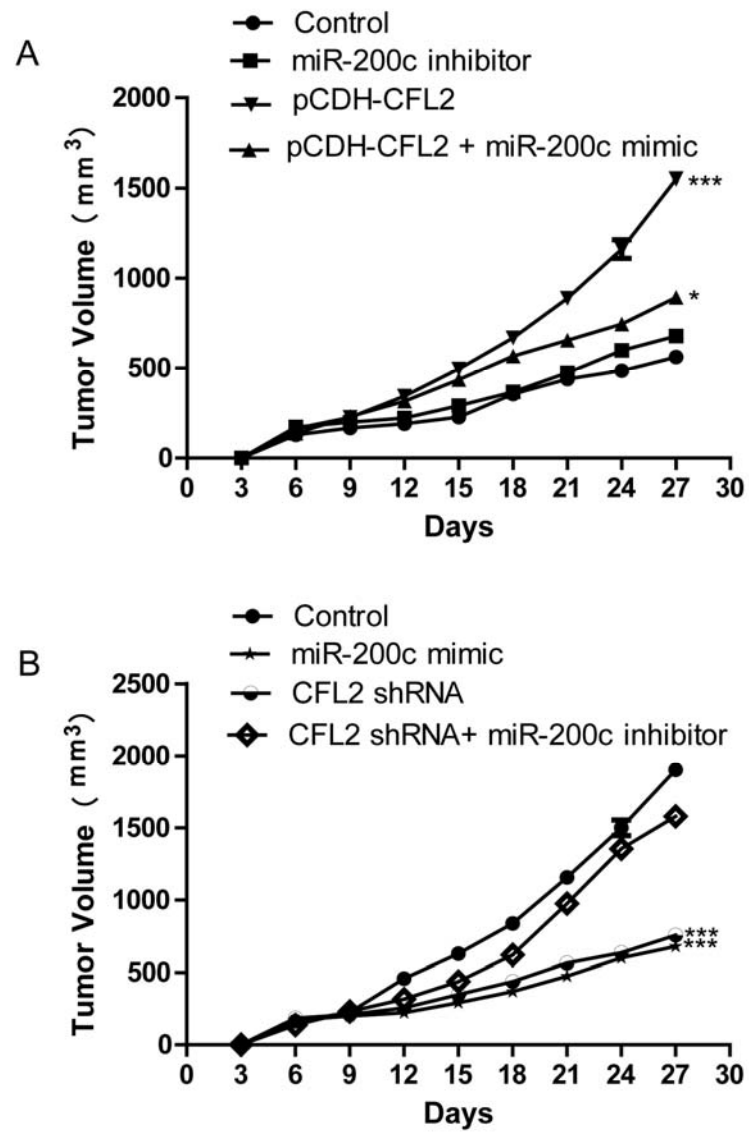 A
Control
miR-200c inhibitor
pCDH-CFL2
pCDH-CFL2 + miR-200c mimic
Tumor Volume ( mm³ )
2000
1500
1000
500
0
***
*
0 3 6 9 12 15 18 21 24 27 30
Days
B
Control
miR-200c mimic
CFL2 shRNA
CFL2 shRNA+ miR-200c inhibitor
Tumor Volume ( mm³ )
2500
2000
1500
1000
500
0
***
***
0 3 6 9 12 15 18 21 24 27 30
Days